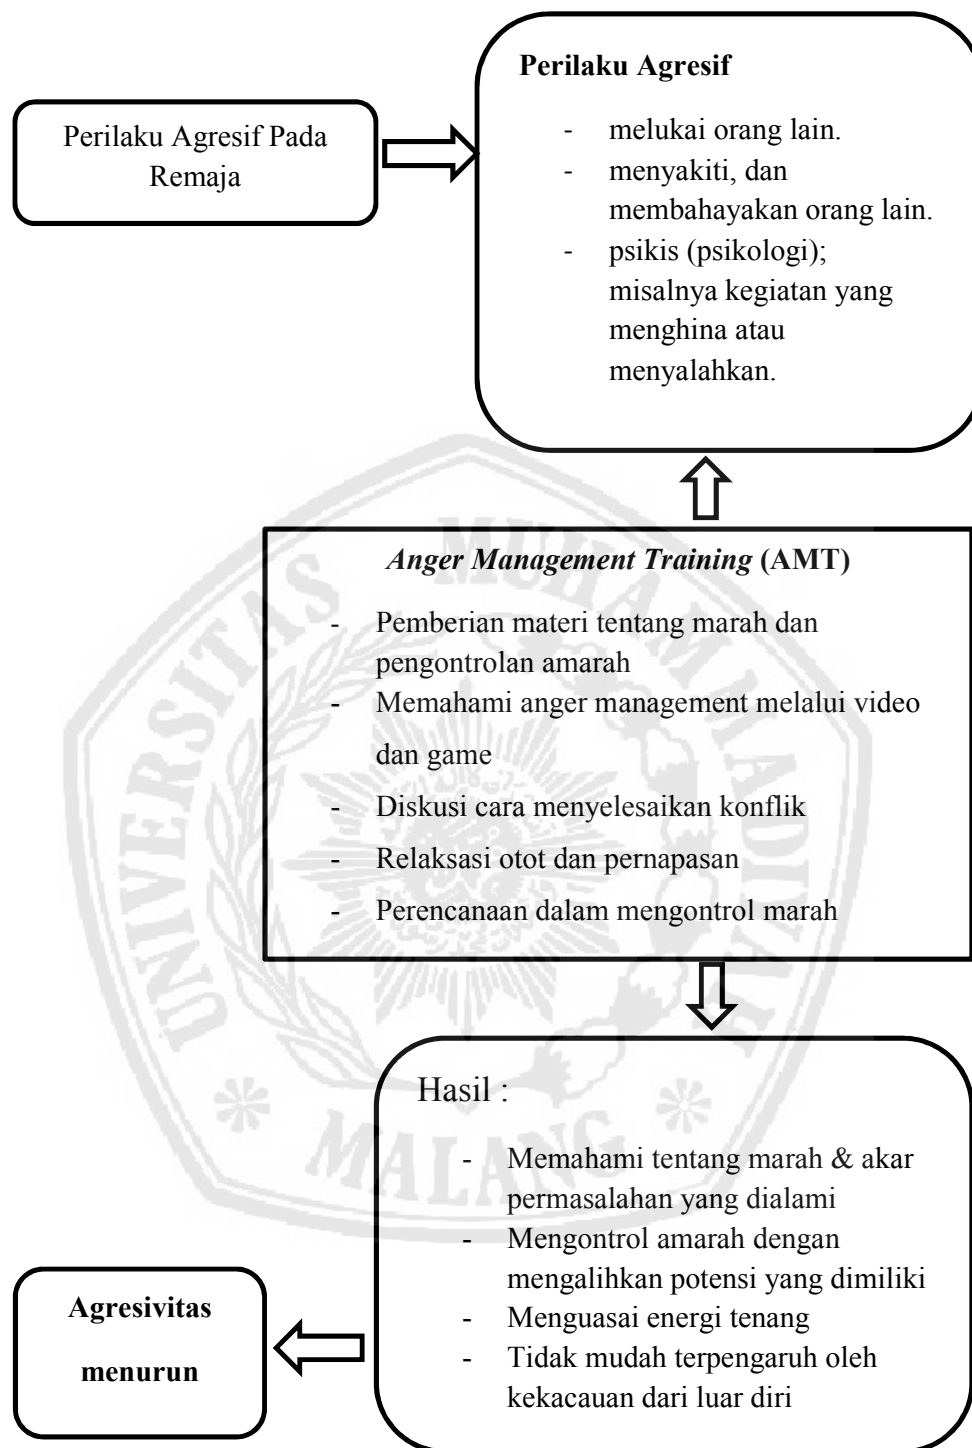 Perilaku Agresif Pada
Remaja
Perilaku Agresif
- melukai orang lain.
- menyakiti, dan
membahayakan orang lain.
- psikis (psikologi);
misalnya kegiatan yang
menghina atau
menyalahkan.
Anger Management Training (AMT)
- Pemberian materi tentang marah dan
pengontrolan amarah
- Memahami anger management melalui video
dan game
- Diskusi cara menyelesaikan konflik
- Relaksasi otot dan pernapasan
- Perencanaan dalam mengontrol marah
Hasil :
- Memahami tentang marah & akar
permasalahan yang dialami
- Mengontrol amarah dengan
mengalihkan potensi yang dimiliki
- Menguasai energi tenang
- Tidak mudah terpengaruh oleh
kekacauan dari luar diri
Agresivitas
menurun
UNIVERSITAS MUHAMMADIYAH
MALANG